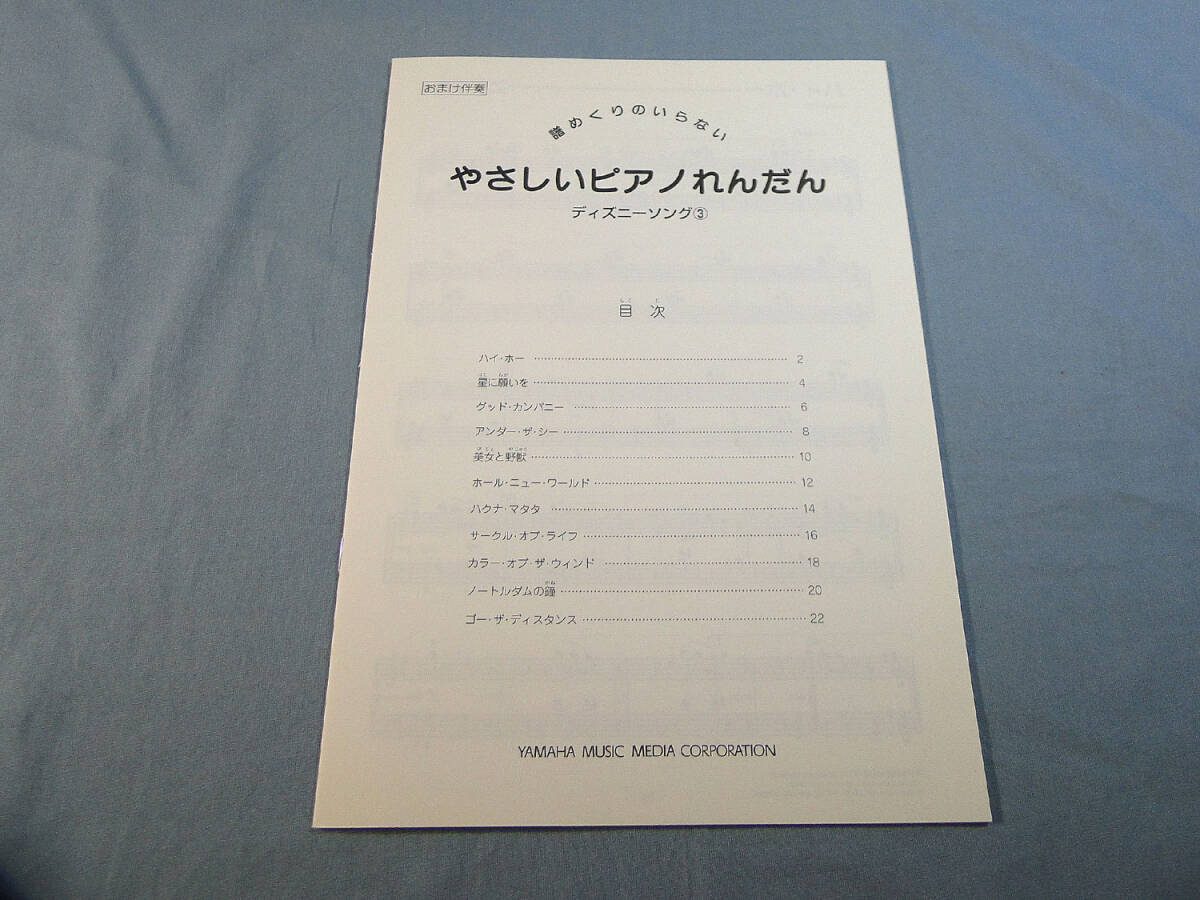 おまけ伴奏
譜めくりのいらない
やさしいピアノれんだん
ディズニーソング③
もく じ
目 次
ハイ・ホー 2
星に願いを 4
グッド・カンパニー 6
アンダー・ザ・シー 8
美女と野獣 10
ホール・ニュー・ワールド 12
ハクナ・マタタ 14
サークル・オブ・ライフ 16
カラー・オブ・ザ・ウィンド 18
ノートルダムの鐘 20
ゴー・ザ・ディスタンス 22
YAMAHA MUSIC MEDIA CORPORATION